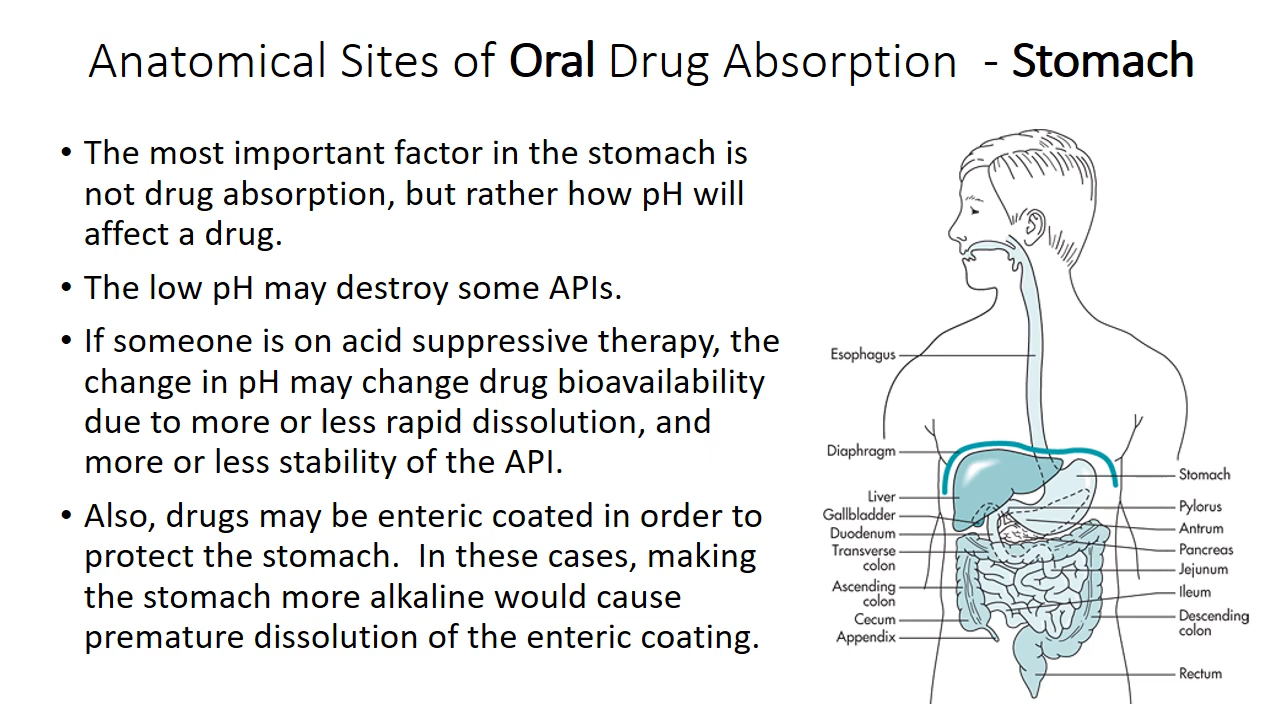 Anatomical Sites of Oral Drug Absorption - Stomach
• The most important factor in the stomach is
not drug absorption, but rather how pH will
affect a drug.
• The low pH may destroy some APIs.
• If someone is on acid suppressive therapy, the
change in pH may change drug bioavailability
due to more or less rapid dissolution, and
more or less stability of the API.
• Also, drugs may be enteric coated in order to
protect the stomach. In these cases, making
the stomach more alkaline would cause
premature dissolution of the enteric coating.
Esophagus
Diaphragm
Liver
Gallbladder
Duodenum
Transverse
colon
Ascending
colon
Cecum
Appendix
Stomach
Pylorus
Antrum
Pancreas
Jejunum
Ileum
Descending
colon
Rectum